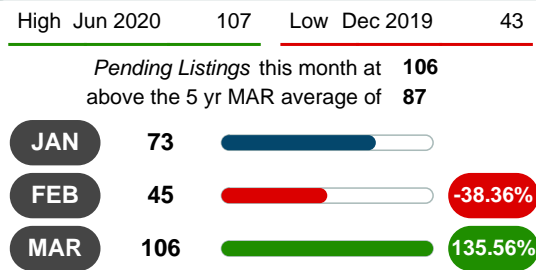 High Jun 2020 107 Low Dec 2019 43
Pending Listings this month at 106
above the 5 yr MAR average of 87
JAN 73
FEB 45 -38.36%
MAR 106 135.56%